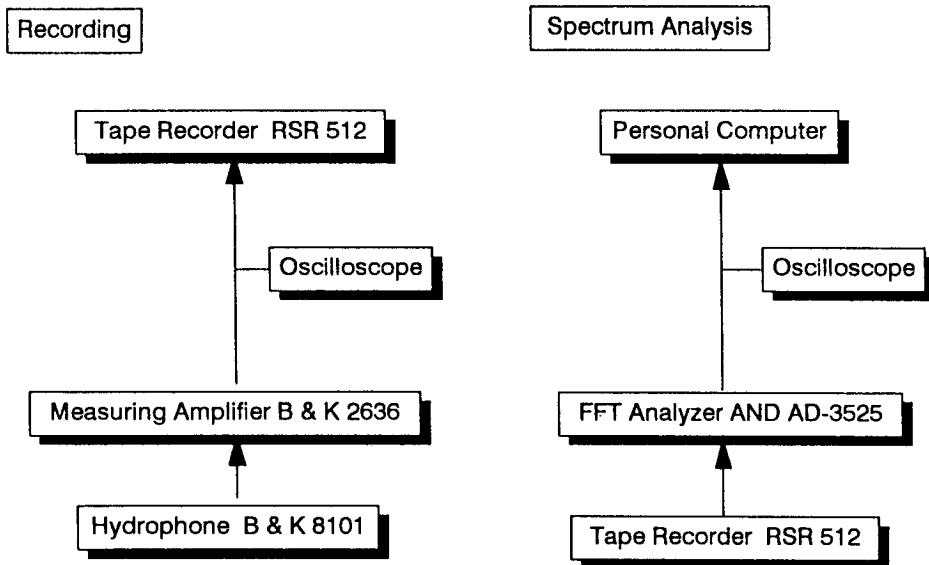 Recording
Tape Recorder RSR 512
Oscilloscope
Measuring Amplifier B & K 2636
Hydrophone B & K 8101
Spectrum Analysis
Personal Computer
Oscilloscope
FFT Analyzer AND AD-3525
Tape Recorder RSR 512